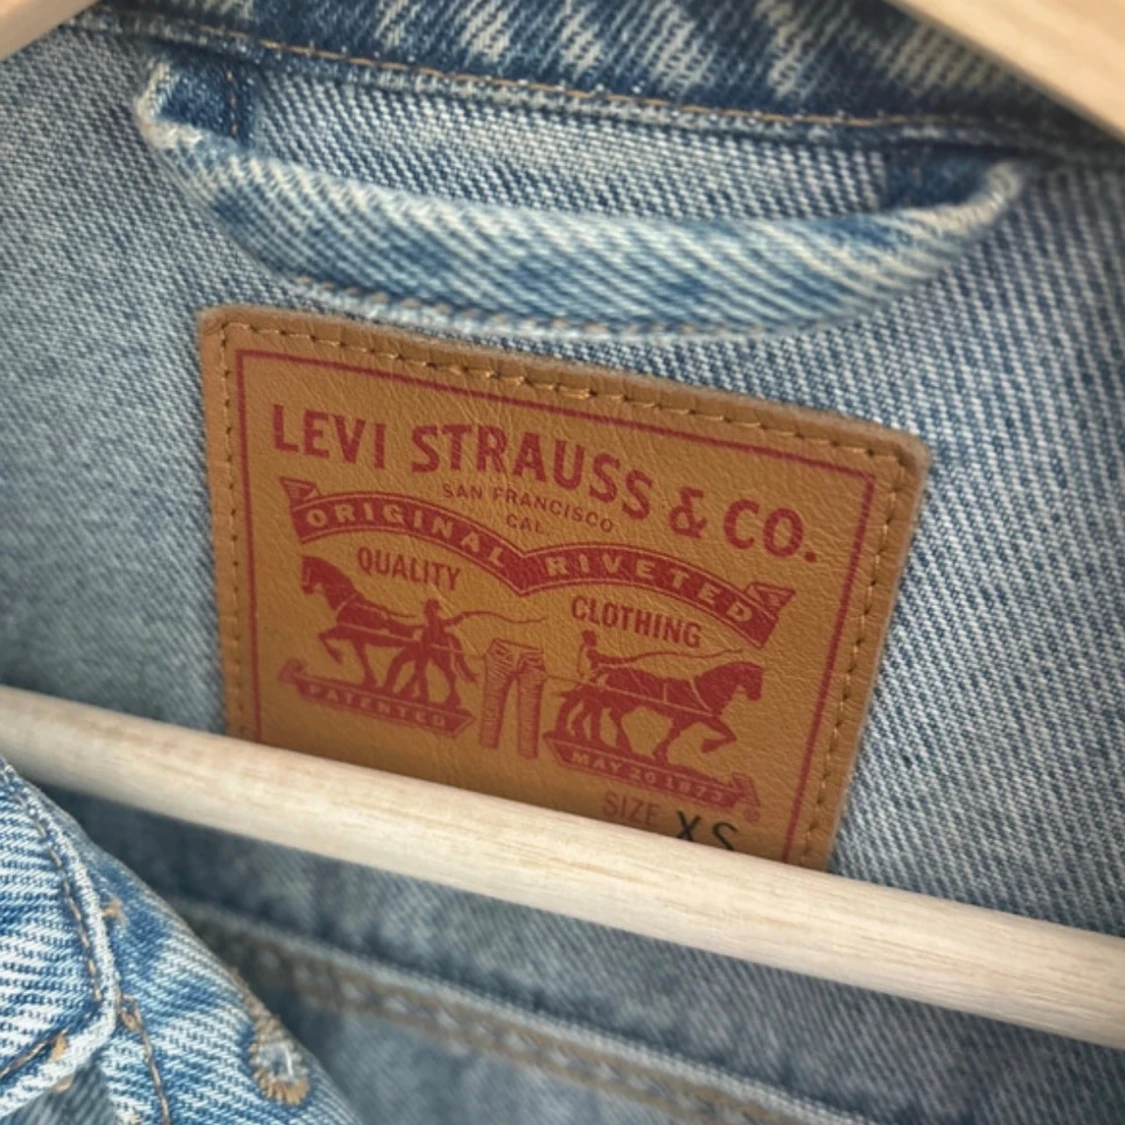 LEVI STRAUSS & CO.
SAN FRANCISCO
CAL.
ORIGINAL RIVETED
QUALITY CLOTHING
PATENTED MAY 20 1873
®
SIZE XS